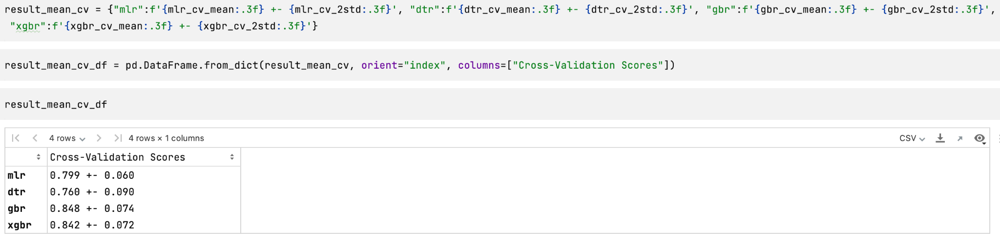 result_mean_cv = {"mlr":f'{mlr_cv_mean:.3f} +- {mlr_cv_2std:.3f}', "dtr":f'{dtr_cv_mean:.3f} +- {dtr_cv_2std:.3f}', "gbr":f'{gbr_cv_mean:.3f} +- {gbr_cv_2std:.3f}',
"xgbr":f'{xgbr_cv_mean:.3f} +- {xgbr_cv_2std:.3f}'}
result_mean_cv_df = pd.DataFrame.from_dict(result_mean_cv, orient="index", columns=["Cross-Validation Scores"])
result_mean_cv_df
4 rows 4 rows × 1 columns CSV
Cross-Validation Scores
mlr 0.799 +- 0.060
dtr 0.760 +- 0.090
gbr 0.848 +- 0.074
xgbr 0.842 +- 0.072